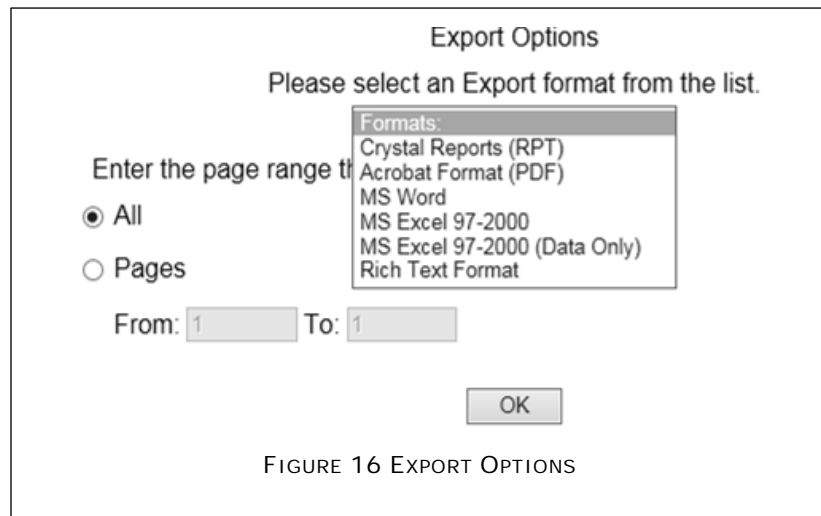 Export Options
Please select an Export format from the list.
Formats:
Crystal Reports (RPT)
Enter the page range
Acrobat Format (PDF)
MS Word
All
MS Excel 97-2000
MS Excel 97-2000 (Data Only)
Pages
Rich Text Format
From: 1 To: 1
OK
FIGURE 16 EXPORT OPTIONS